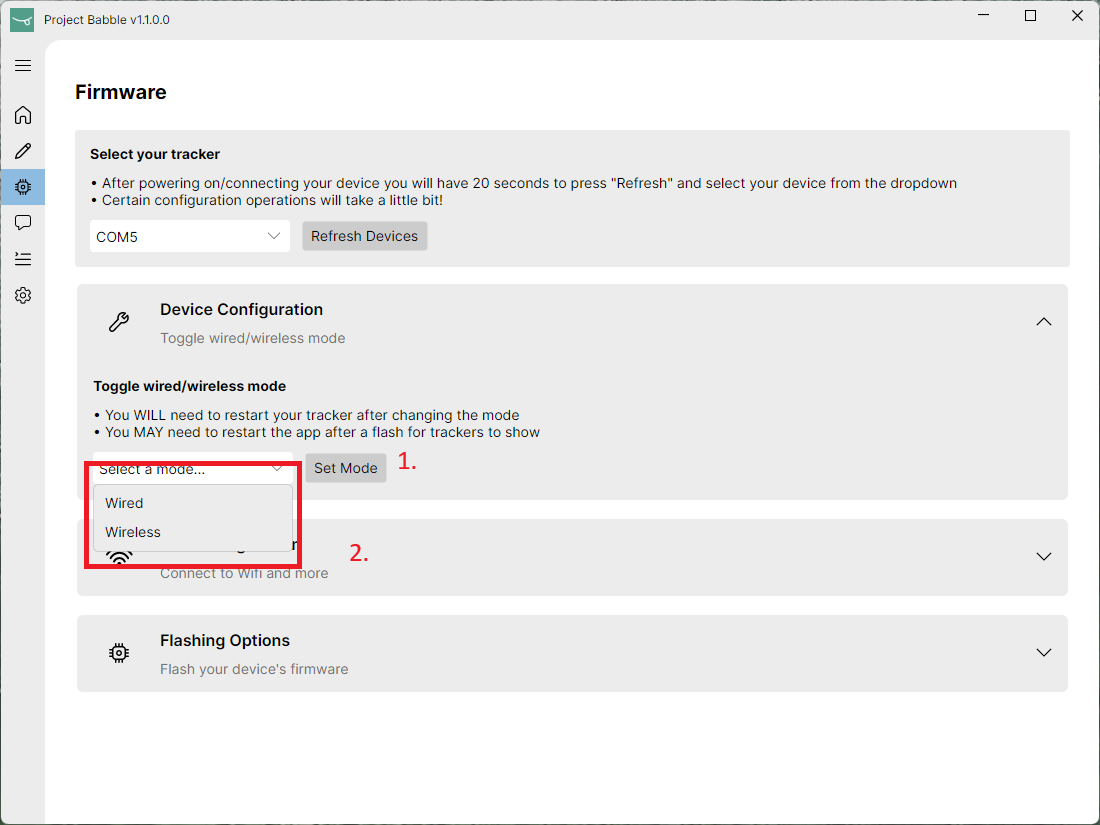 Project Babble v1.1.0.0
Firmware
Select your tracker
• After powering on/connecting your device you will have 20 seconds to press "Refresh" and select your device from the dropdown
• Certain configuration operations will take a little bit!
COM5
Refresh Devices
Device Configuration
Toggle wired/wireless mode
Toggle wired/wireless mode
• You WILL need to restart your tracker after changing the mode
• You MAY need to restart the app after a flash for trackers to show
Select a mode...
Set Mode
1.
Wired
Wireless
2.
Connect to Wifi and more
Flashing Options
Flash your device's firmware